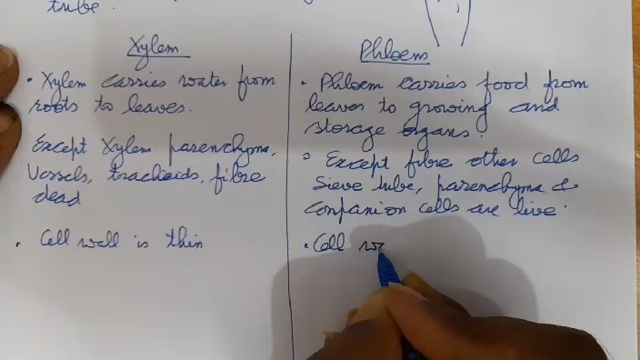 tube.
Xylem
• Xylem carries water from
roots to leaves.
Except Xylem parenchyma,
Vessels, tracheids, fibre
dead
• Cell wall is thin
Phloem
• Phloem carries food from
leaves to growing and
storage organs.
• Except fibre other cells
Sieve tube, parenchyma &
Companion cells are live.
• Cell w